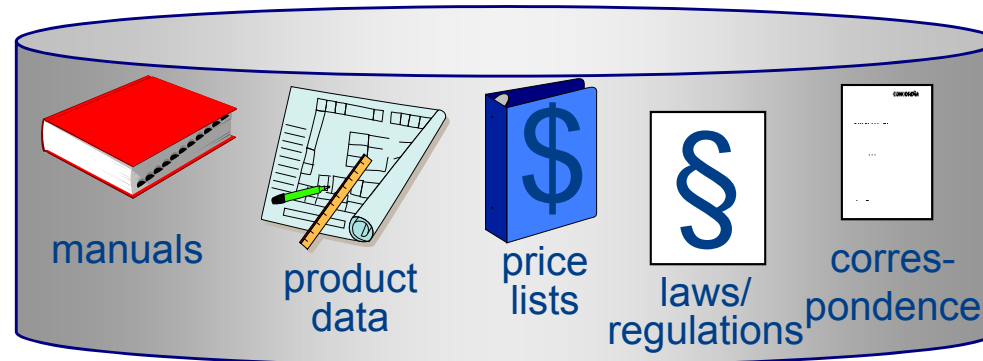 $
§
manuals
product
data
price
lists
laws/
regulations
corres-
pondence